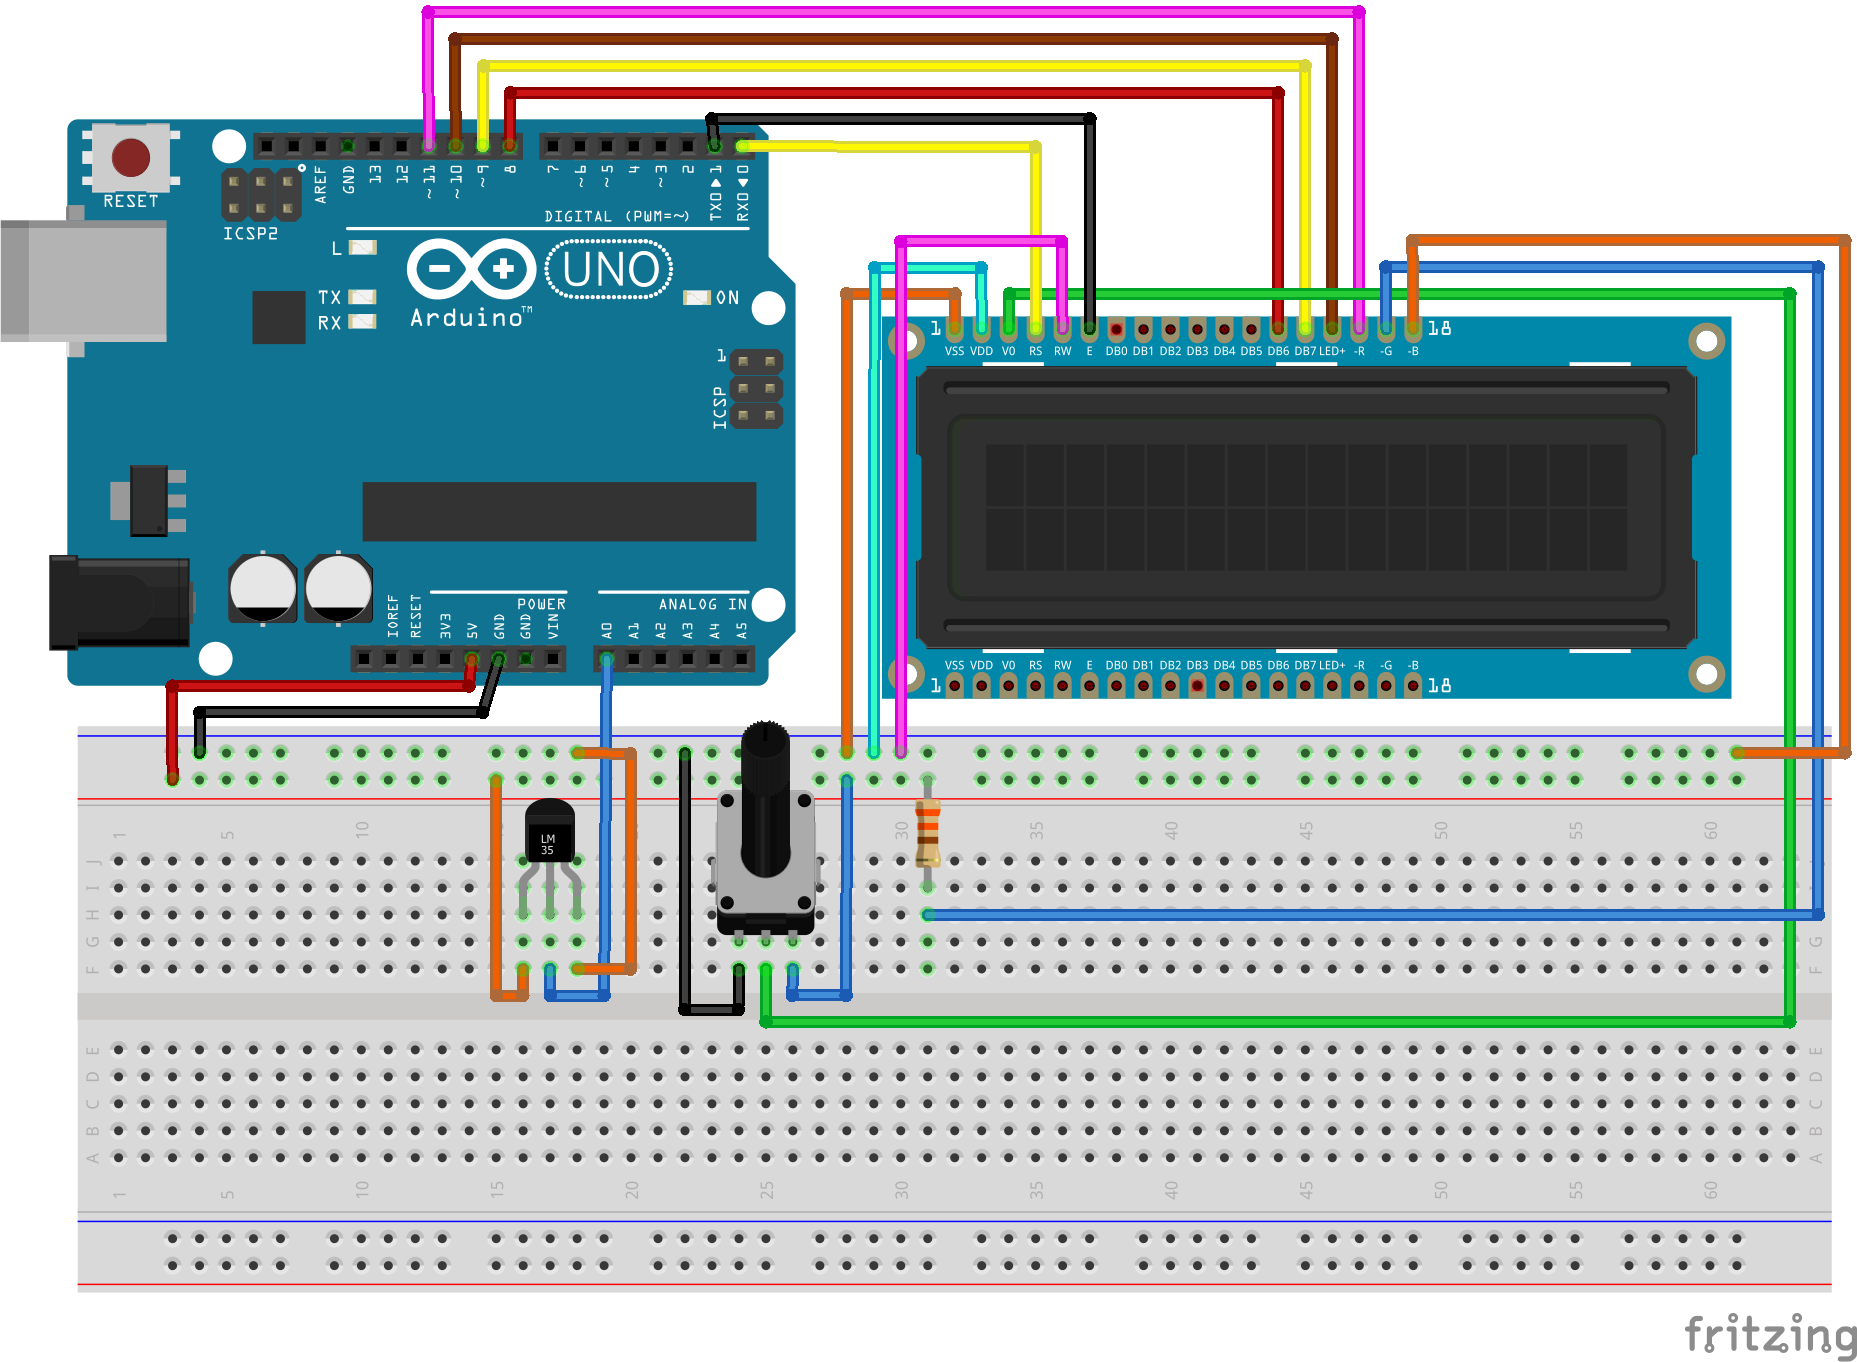 RESET
ICSP2
AREF
GND
13
12
~11
~10
~9
8
7
~6
~5
4
~3
2
TX0▶1
RX0◀0
DIGITAL (PWM=~)
L
TX
RX
UNO
Arduino™
ON
1
ICSP
IOREF
RESET
3V3
5V
GND
GND
VIN
POWER
ANALOG IN
A0
A1
A2
A3
A4
A5
1 18
VSS VDD V0 RS RW E DB0 DB1 DB2 DB3 DB4 DB5 DB6 DB7 LED+ -R -G -B
VSS VDD V0 RS RW E DB0 DB1 DB2 DB3 DB4 DB5 DB6 DB7 LED+ -R -G -B
1 18
1 5 10 30 35 40 45 50 55 60
LM
35
J
I
H
G G
F F
E E
D D
C C
B B
A A
1 5 10 15 20 25 30 35 40 45 50 55 60
fritzing